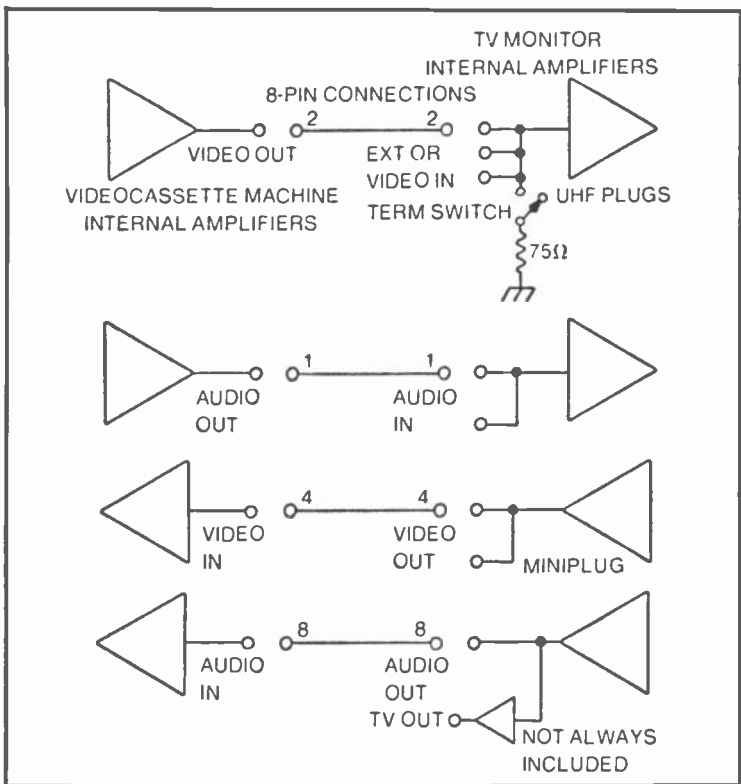 TV MONITOR
INTERNAL AMPLIFIERS
8-PIN CONNECTIONS
2 2
VIDEO OUT
EXT OR
VIDEO IN
VIDEOCASSETTE MACHINE
INTERNAL AMPLIFIERS
TERM SWITCH
UHF PLUGS
75Ω
1 1
AUDIO
OUT
AUDIO
IN
4 4
VIDEO
IN
VIDEO
OUT
MINIPLUG
8 8
AUDIO
IN
AUDIO
OUT
TV OUT
NOT ALWAYS
INCLUDED